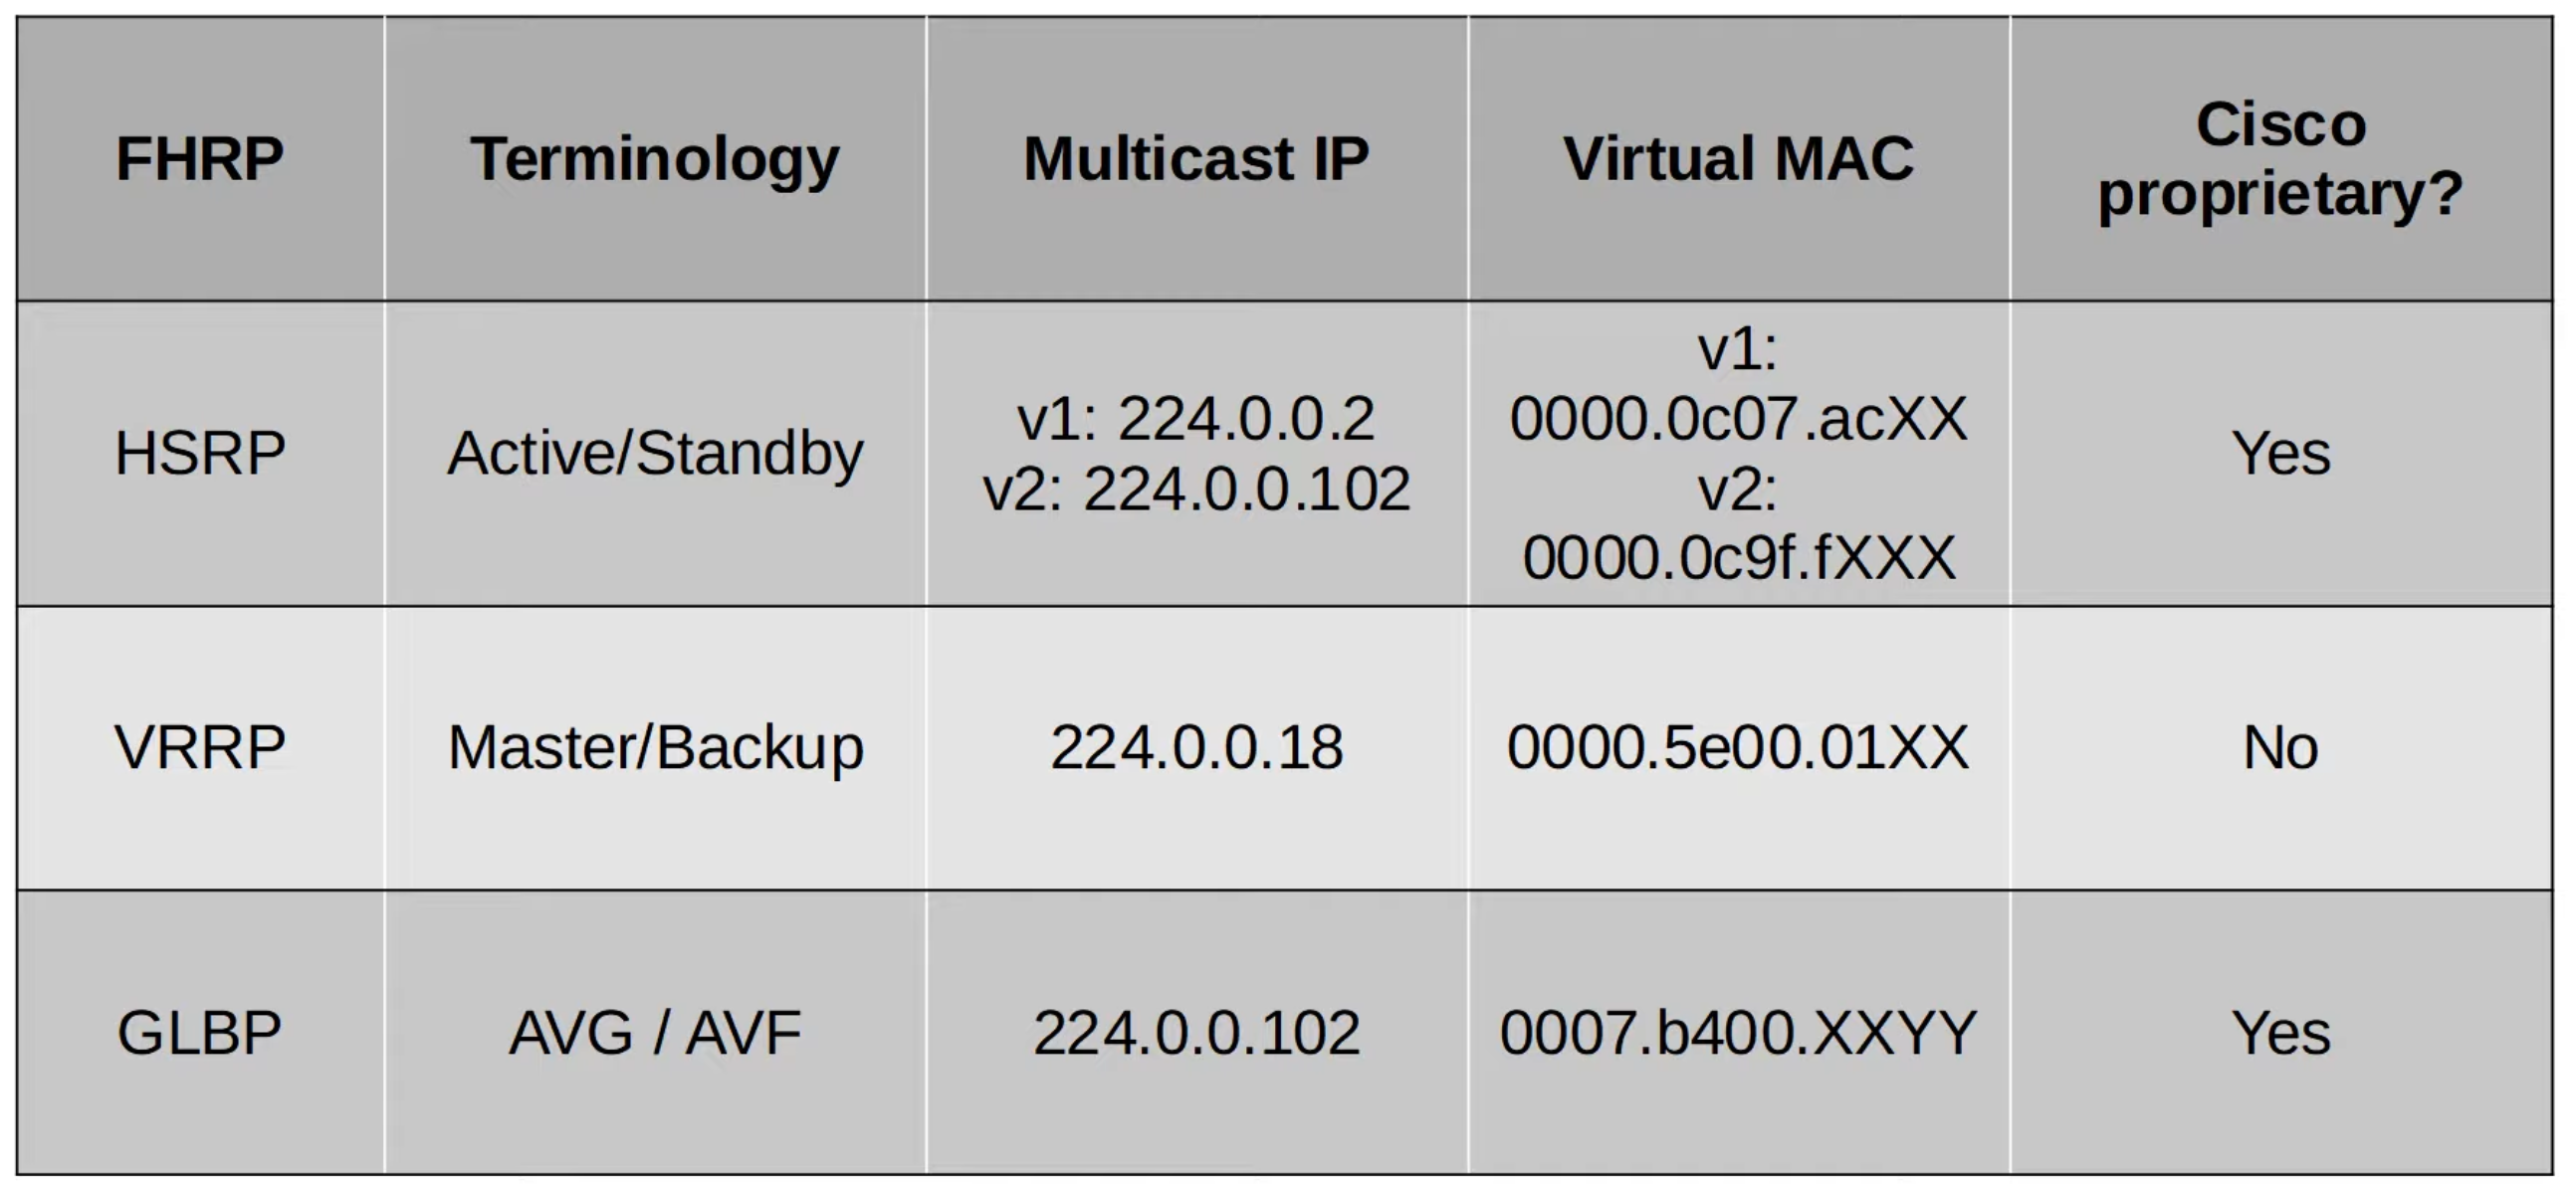 FHRP
Terminology
Multicast IP
Virtual MAC
Cisco
proprietary?
HSRP
Active/Standby
v1: 224.0.0.2
v2: 224.0.0.102
v1:
0000.0c07.acXX
v2:
0000.0c9f.fXXX
Yes
VRRP
Master/Backup
224.0.0.18
0000.5e00.01XX
No
GLBP
AVG / AVF
224.0.0.102
0007.b400.XXYY
Yes